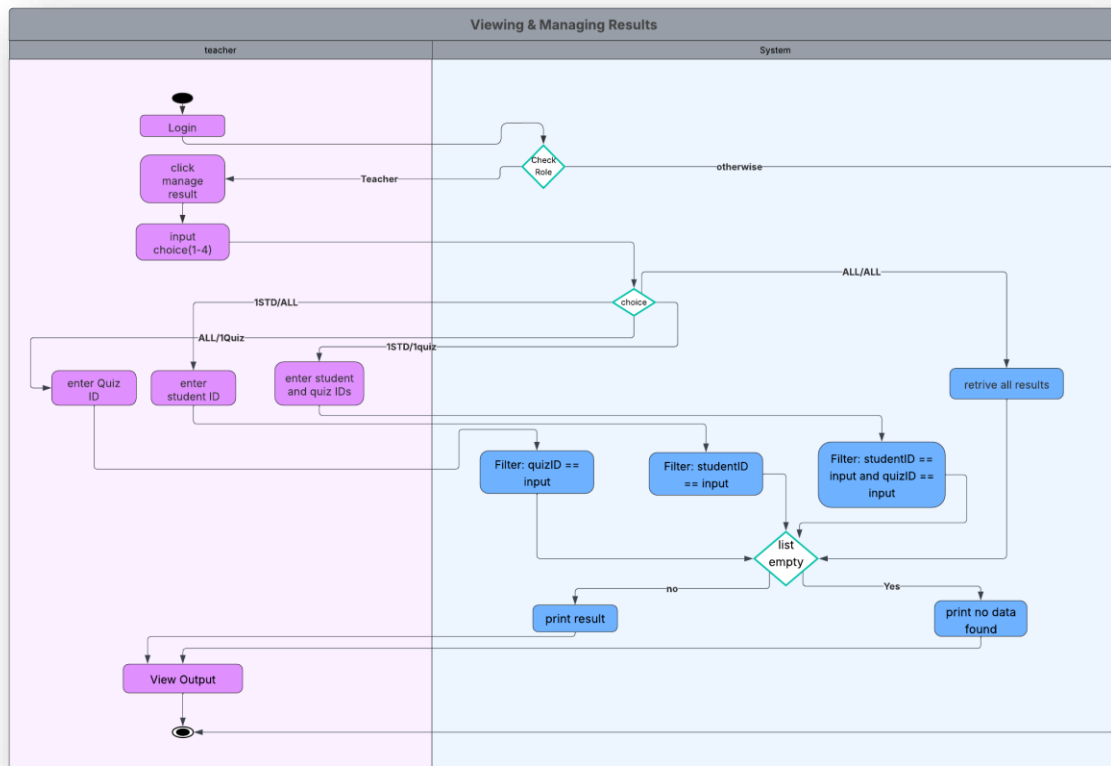 Viewing & Managing Results
teacher
System
Login
Check
Role
otherwise
click
manage
result
Teacher
input
choice(1-4)
ALL/ALL
choice
1STD/ALL
ALL/1Quiz
1STD/1quiz
enter Quiz
ID
enter
student ID
enter student
and quiz IDs
retrive all results
Filter: quizID ==
input
Filter: studentID
== input
Filter: studentID ==
input and quizID ==
input
list
empty
no
Yes
print result
print no data
found
View Output